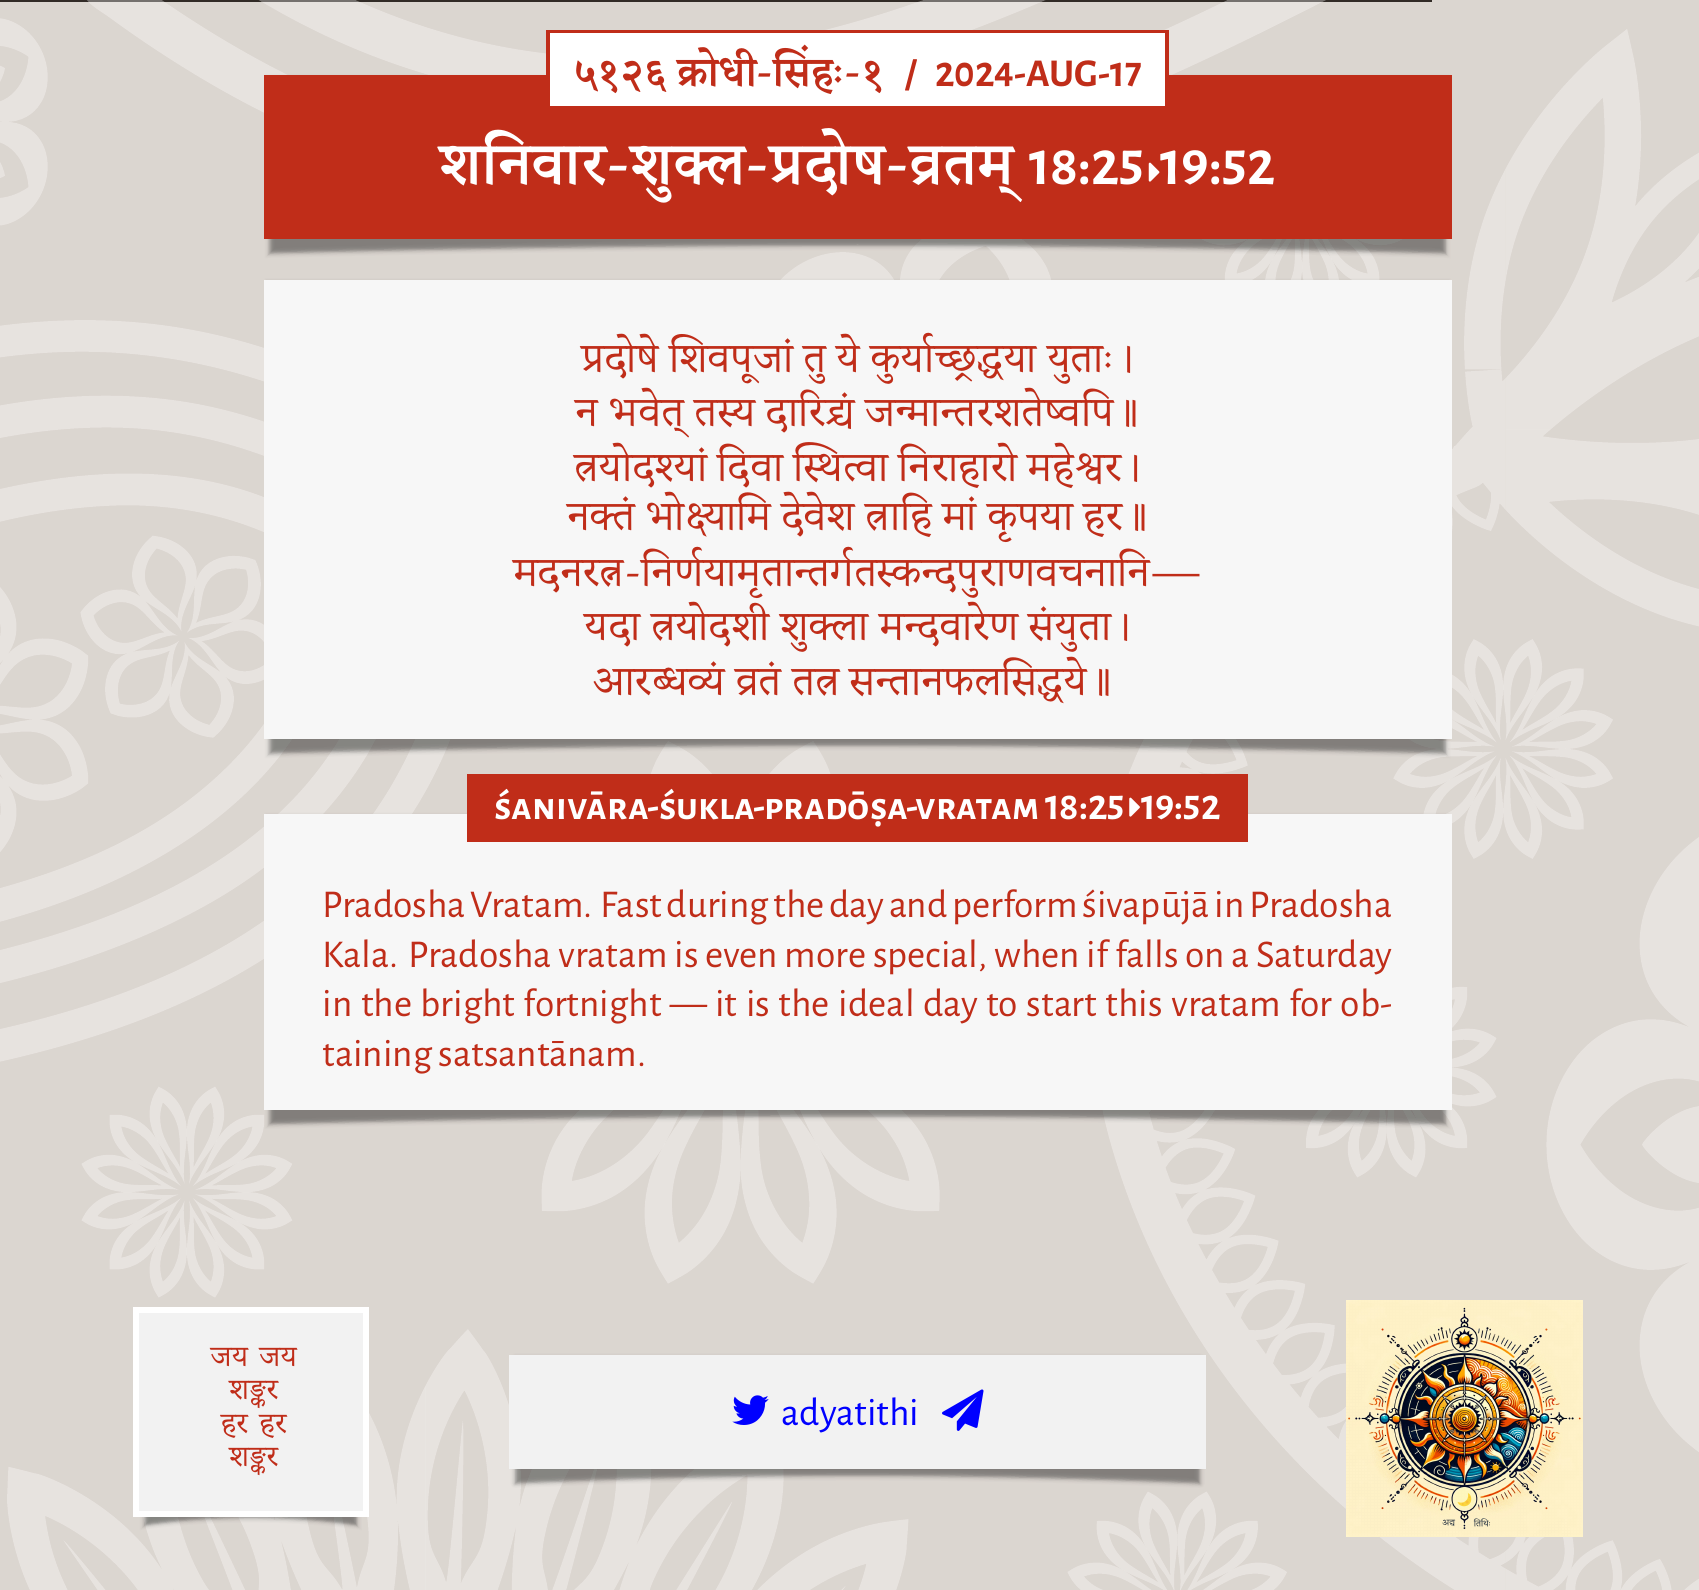 ५१२६ क्रोधी-सिंहः-१ / 2024-AUG-17
शनिवार-शुक्ल-प्रदोष-व्रतम् 18:25▸19:52
प्रदोषे शिवपूजां तु ये कुर्याच्छ्रद्धया युताः।
न भवेत् तस्य दारिद्र्यं जन्मान्तरशतेष्वपि॥
त्रयोदश्यां दिवा स्थित्वा निराहारो महेश्वर।
नक्तं भोक्ष्यामि देवेश त्राहि मां कृपया हर॥
मदनरत्न-निर्णयामृतान्तर्गतस्कन्दपुराणवचनानि—
यदा त्रयोदशी शुक्ला मन्दवारेण संयुता।
आरब्धव्यं व्रतं तत्र सन्तानफलसिद्धये॥
ŚANIVĀRA-ŚUKLA-PRADŌṢA-VRATAM 18:25▸19:52
Pradosha Vratam. Fast during the day and perform śivapūjā in Pradosha
Kala. Pradosha vratam is even more special, when if falls on a Saturday
in the bright fortnight — it is the ideal day to start this vratam for ob-
taining satsantānam.
जय जय
शङ्कर
हर हर
शङ्कर
adyatithi
अद्य तिथिः